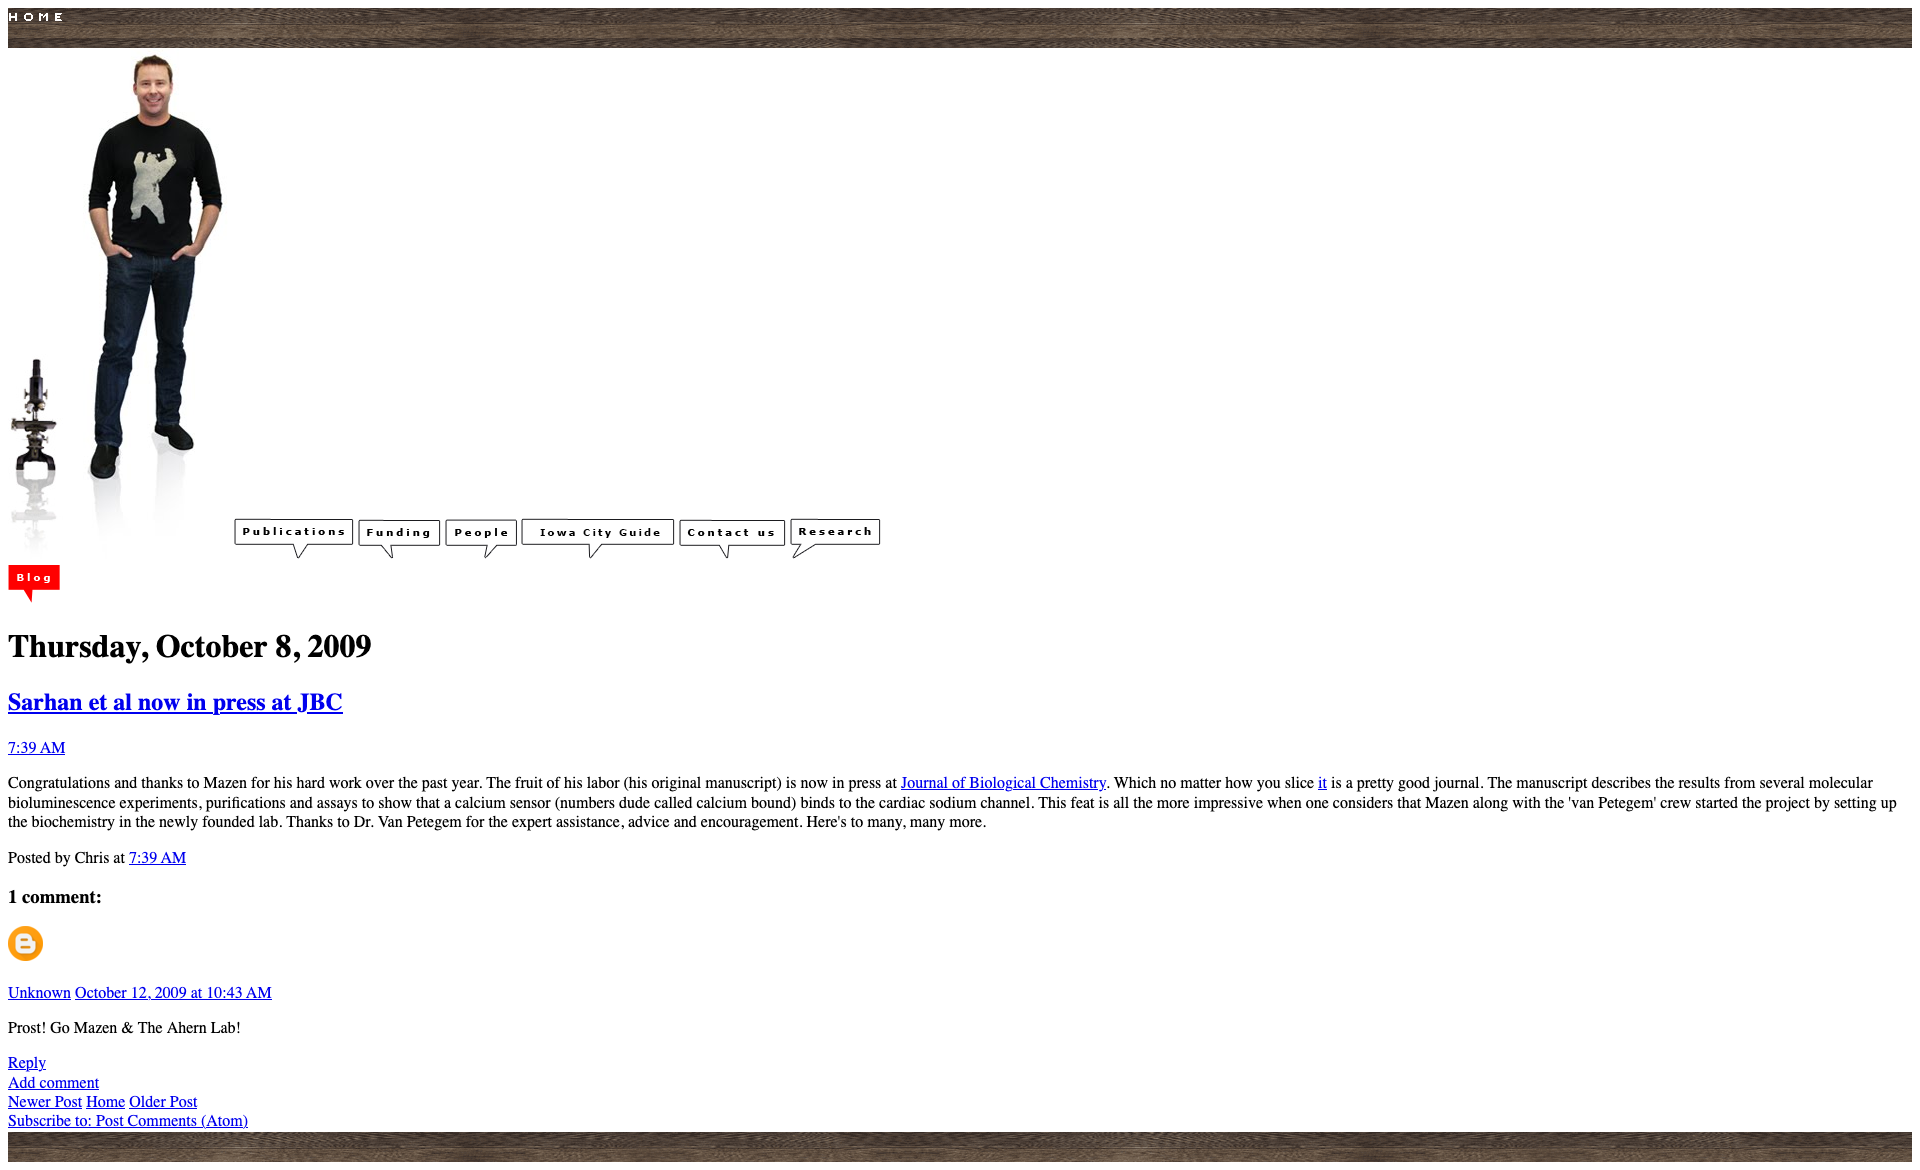 HOME
Publications Funding People Iowa City Guide Contact us Research
Blog
Thursday, October 8, 2009
Sarhan et al now in press at JBC
7:39 AM
Congratulations and thanks to Mazen for his hard work over the past year. The fruit of his labor (his original manuscript) is now in press at Journal of Biological Chemistry. Which no matter how you slice it is a pretty good journal. The manuscript describes the results from several molecular
bioluminescence experiments, purifications and assays to show that a calcium sensor (numbers dude called calcium bound) binds to the cardiac sodium channel. This feat is all the more impressive when one considers that Mazen along with the 'van Petegem' crew started the project by setting up
the biochemistry in the newly founded lab. Thanks to Dr. Van Petegem for the expert assistance, advice and encouragement. Here's to many, many more.
Posted by Chris at 7:39 AM
1 comment:
Unknown October 12, 2009 at 10:43 AM
Prost! Go Mazen & The Ahern Lab!
Reply
Add comment
Newer Post Home Older Post
Subscribe to: Post Comments (Atom)